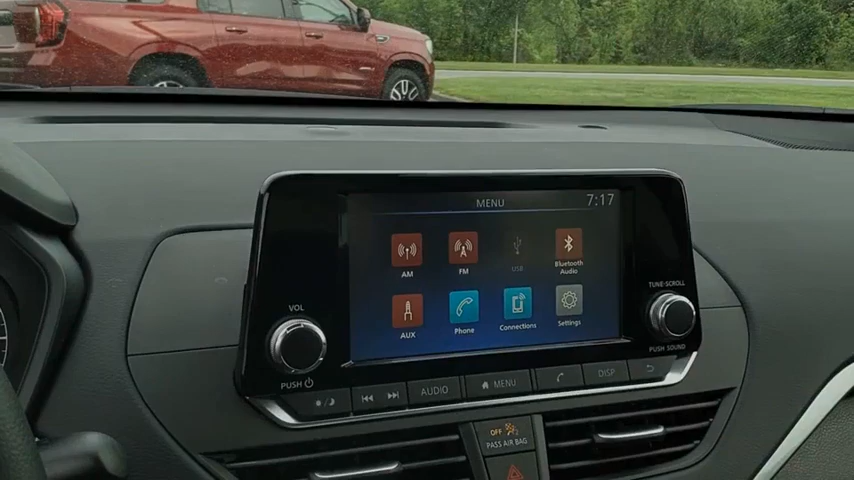 MENU
7:17
AM
FM
USB
Bluetooth
Audio
AUX
Phone
Connections
Settings
VOL
PUSH
TUNE·SCROLL
PUSH SOUND
AUDIO
MENU
DISP
OFF
PASS AIR BAG